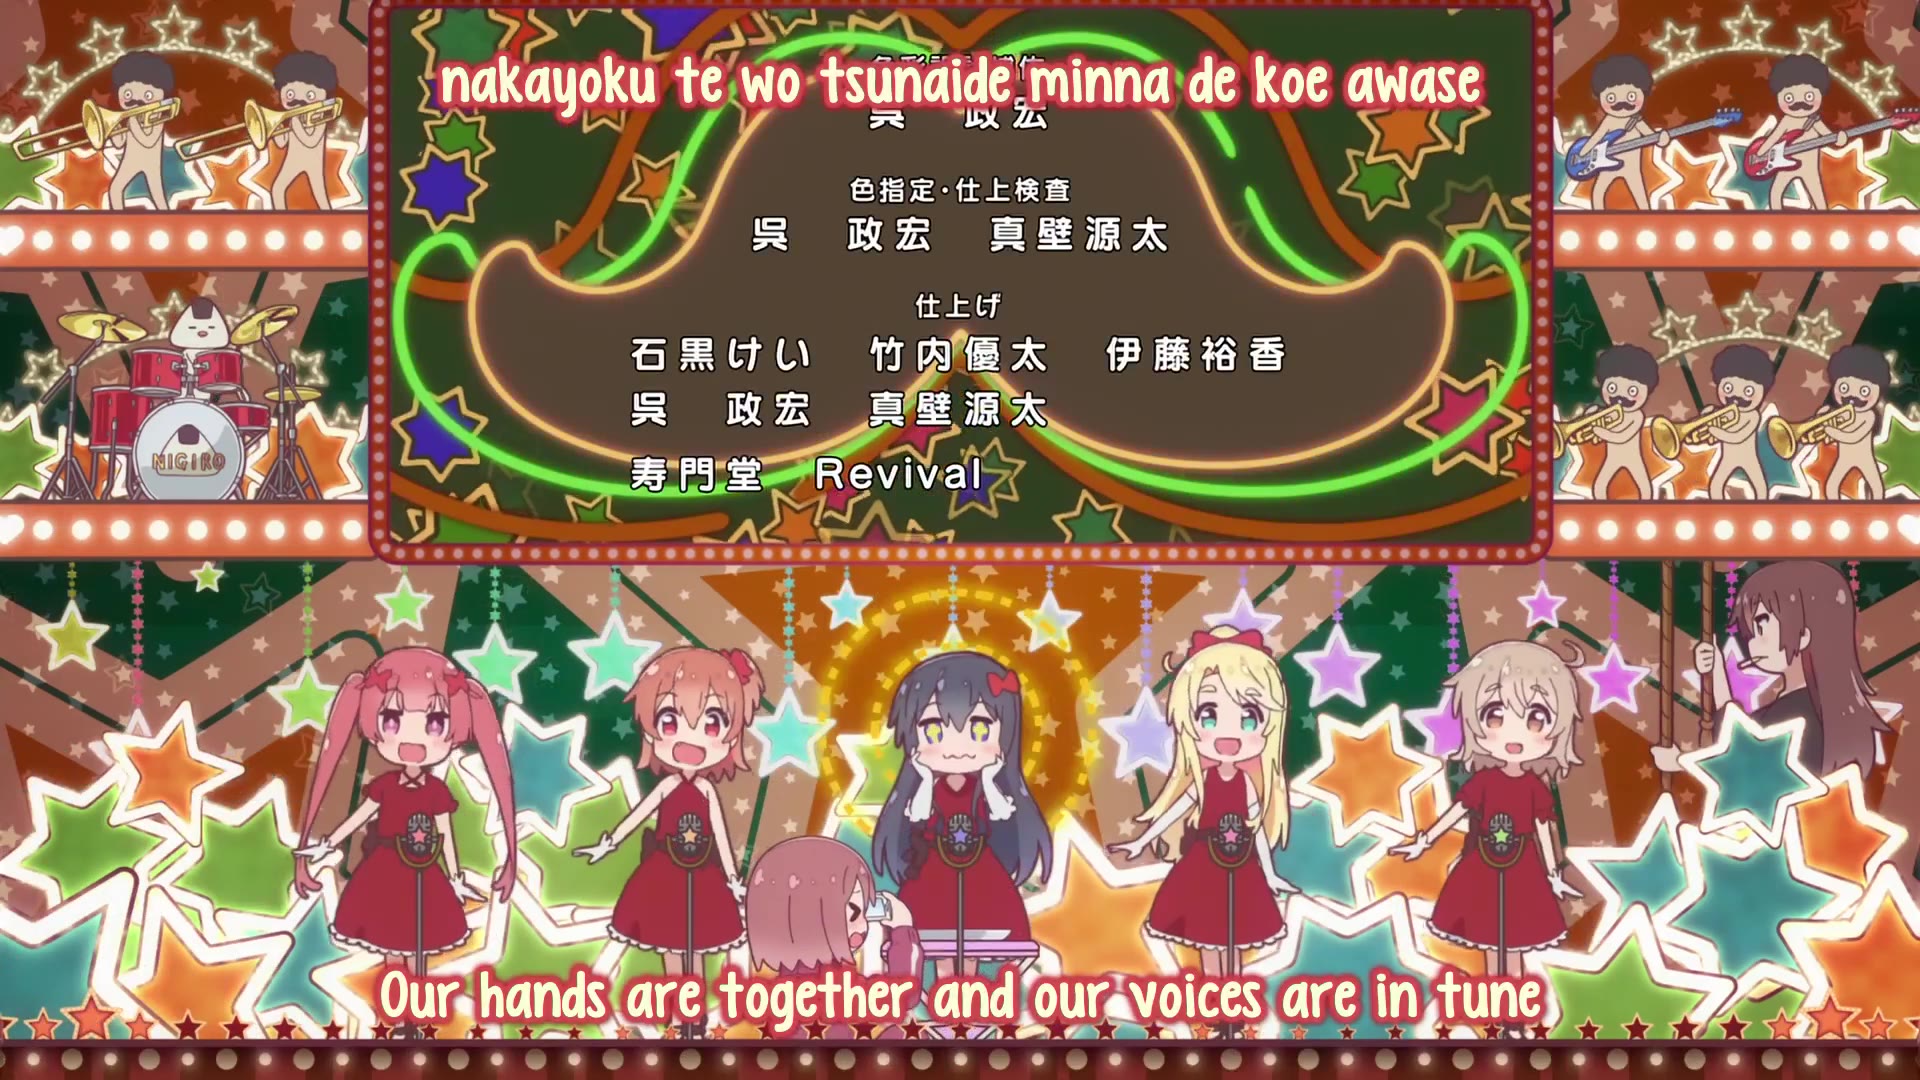 nakayoku te wo tsunaide minna de koe awase
呉 政宏
色指定・仕上検査
呉 政宏 真壁源太
仕上げ
石黒けい 竹内優太 伊藤裕香
呉 政宏 真壁源太
寿門堂 Revival
NIGIRO
Our hands are together and our voices are in tune